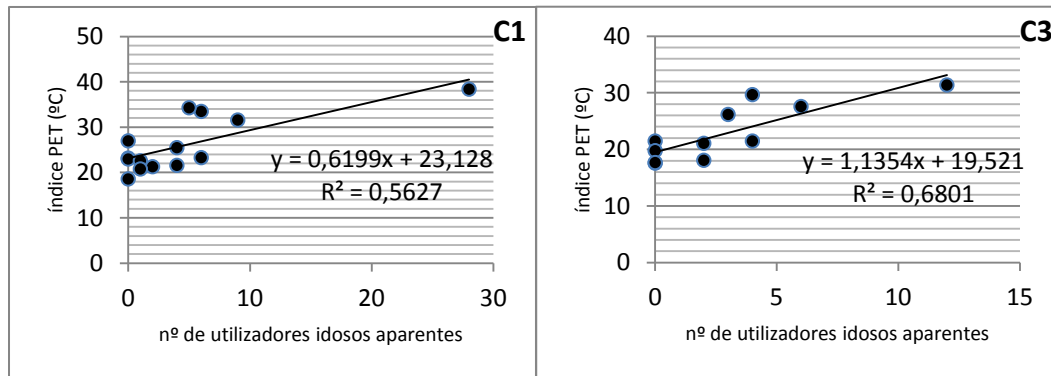 C1
50
40
30
20
10
0
índice PET (ºC)
y = 0,6199x + 23,128
R² = 0,5627
0 10 20 30
nº de utilizadores idosos aparentes
C3
40
30
20
10
0
índice PET (ºC)
y = 1,1354x + 19,521
R² = 0,6801
0 5 10 15
nº de utilizadores idosos aparentes